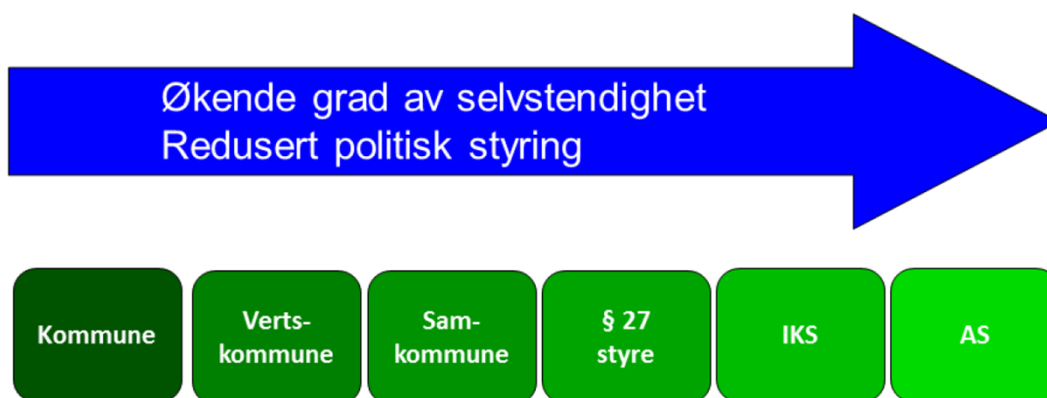 Økende grad av selvstendighet
Redusert politisk styring
Kommune
Verts-
kommune
Sam-
kommune
§ 27
styre
IKS
AS